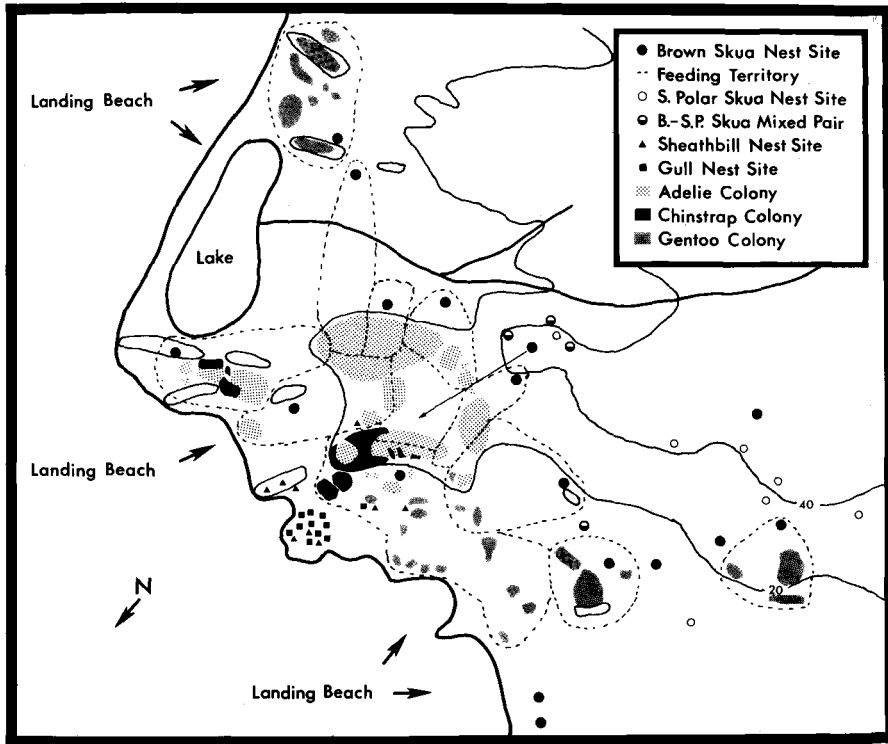 Landing Beach
Lake
Landing Beach
N
Landing Beach
40
20
Brown Skua Nest Site
Feeding Territory
S. Polar Skua Nest Site
B.–S.P. Skua Mixed Pair
Sheathbill Nest Site
Gull Nest Site
Adelie Colony
Chinstrap Colony
Gentoo Colony